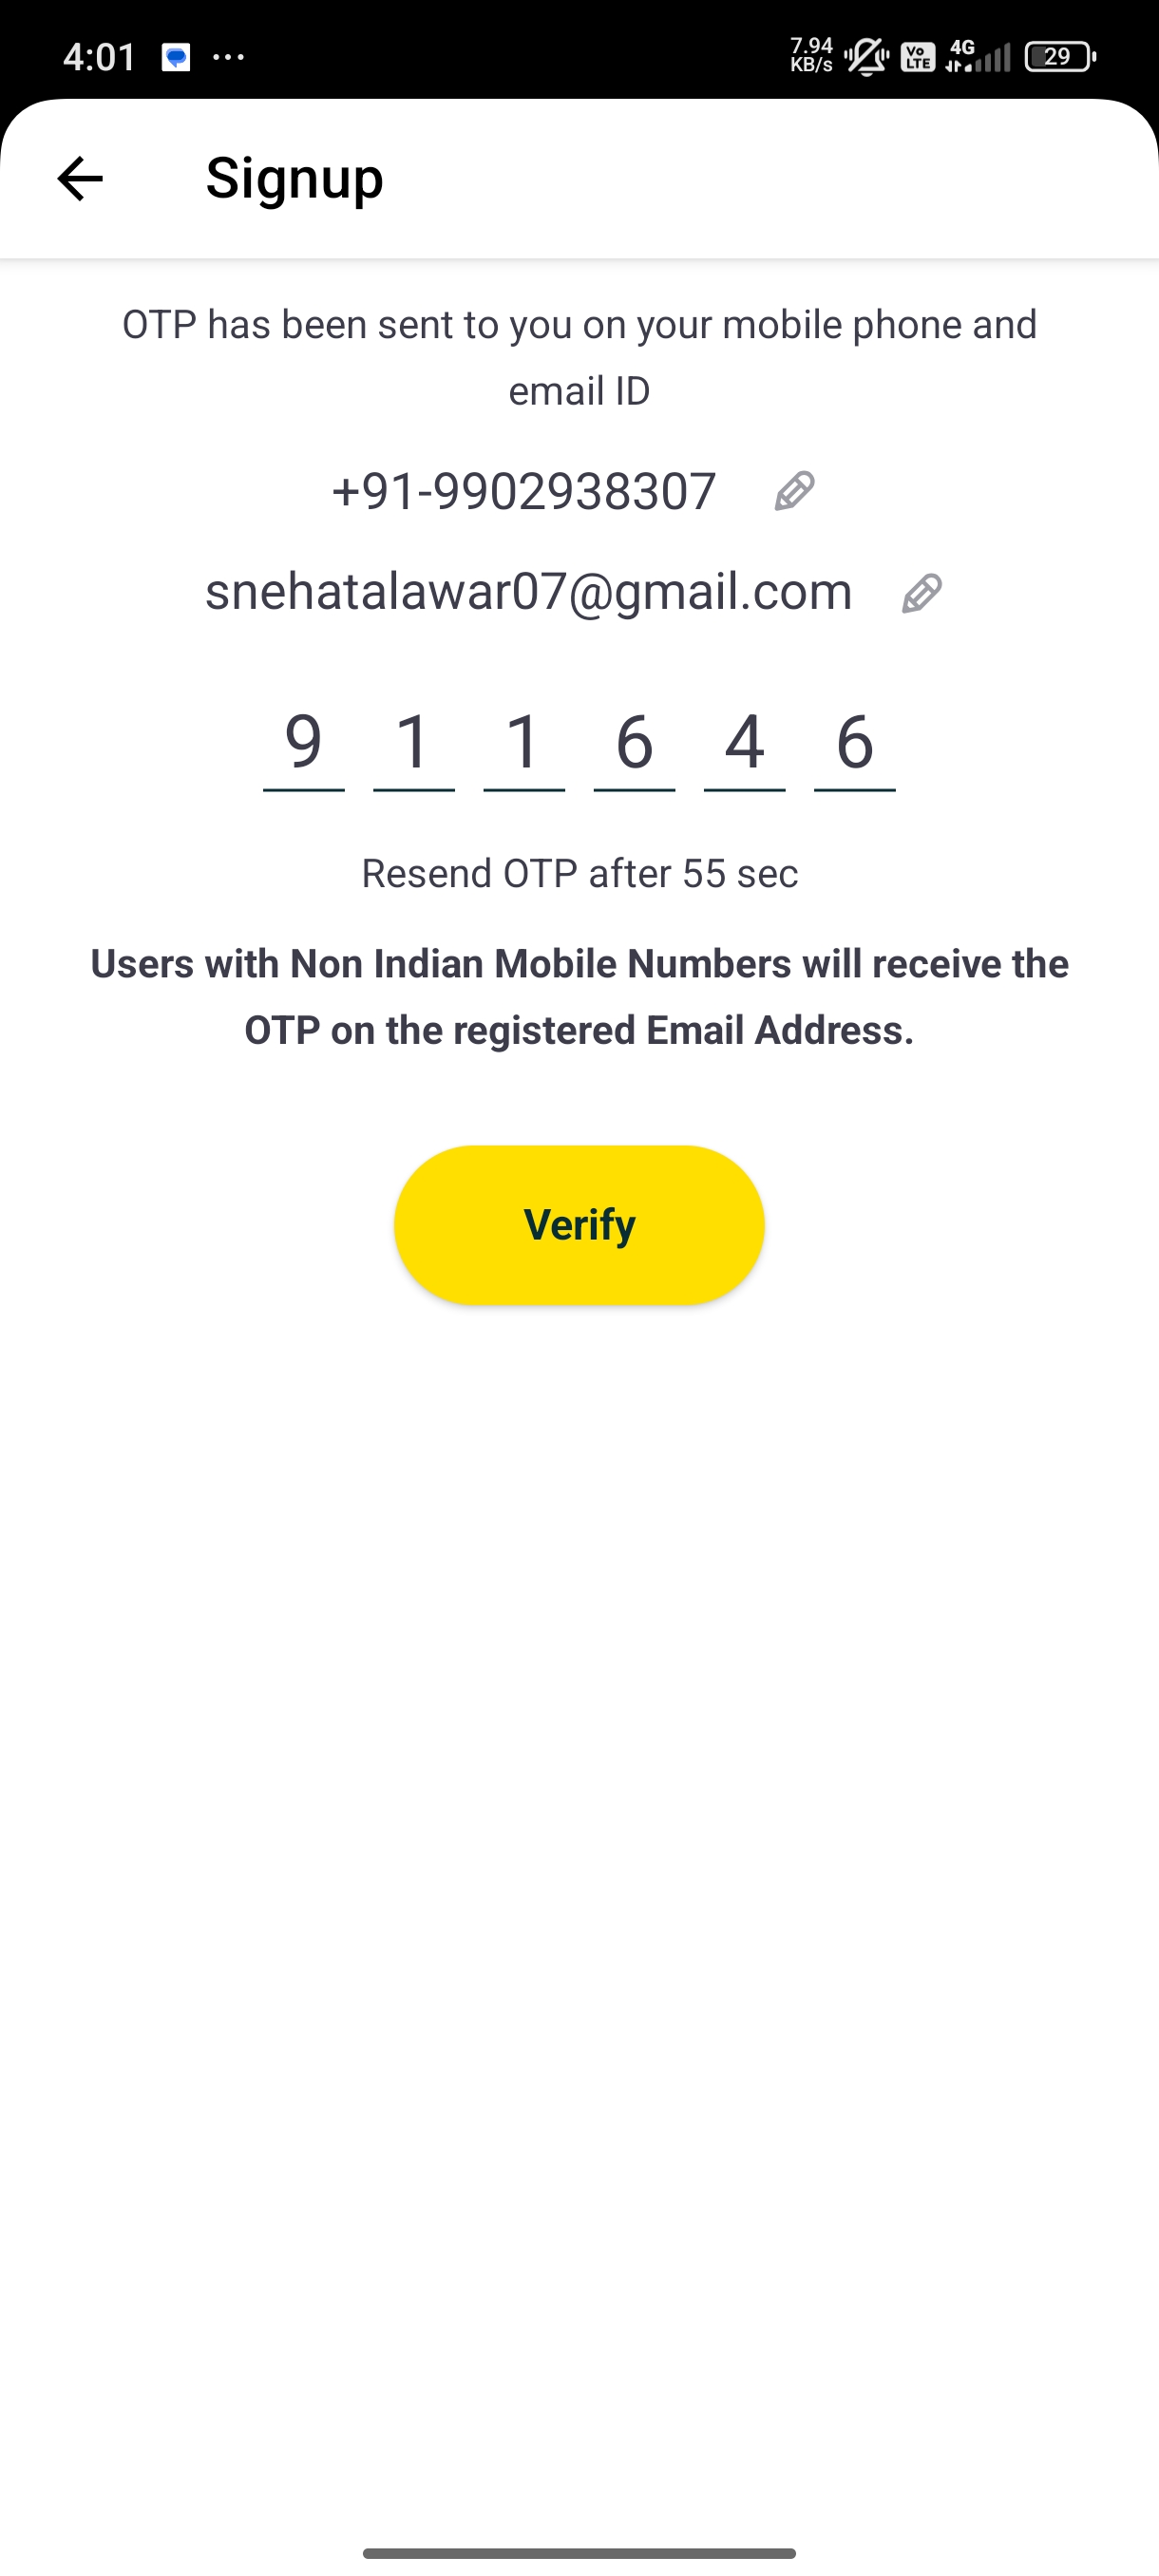 4:01 ... 7.94 KB/s Vo LTE 4G 29
Signup
OTP has been sent to you on your mobile phone and
email ID
+91-9902938307
snehatalawar07@gmail.com
9 1 1 6 4 6
Resend OTP after 55 sec
Users with Non Indian Mobile Numbers will receive the
OTP on the registered Email Address.
Verify